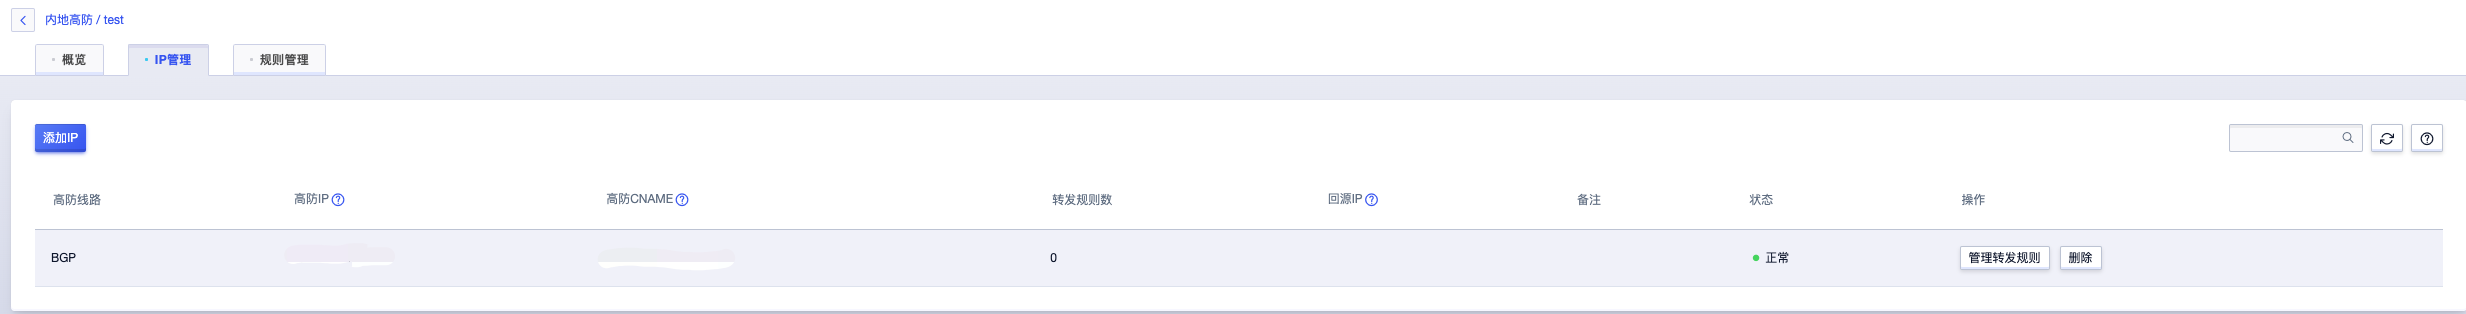 内地高防 / test
概览 IP管理 规则管理
添加IP
高防线路 高防IP 高防CNAME 转发规则数 回源IP 备注 状态 操作
BGP 0 正常 管理转发规则 删除